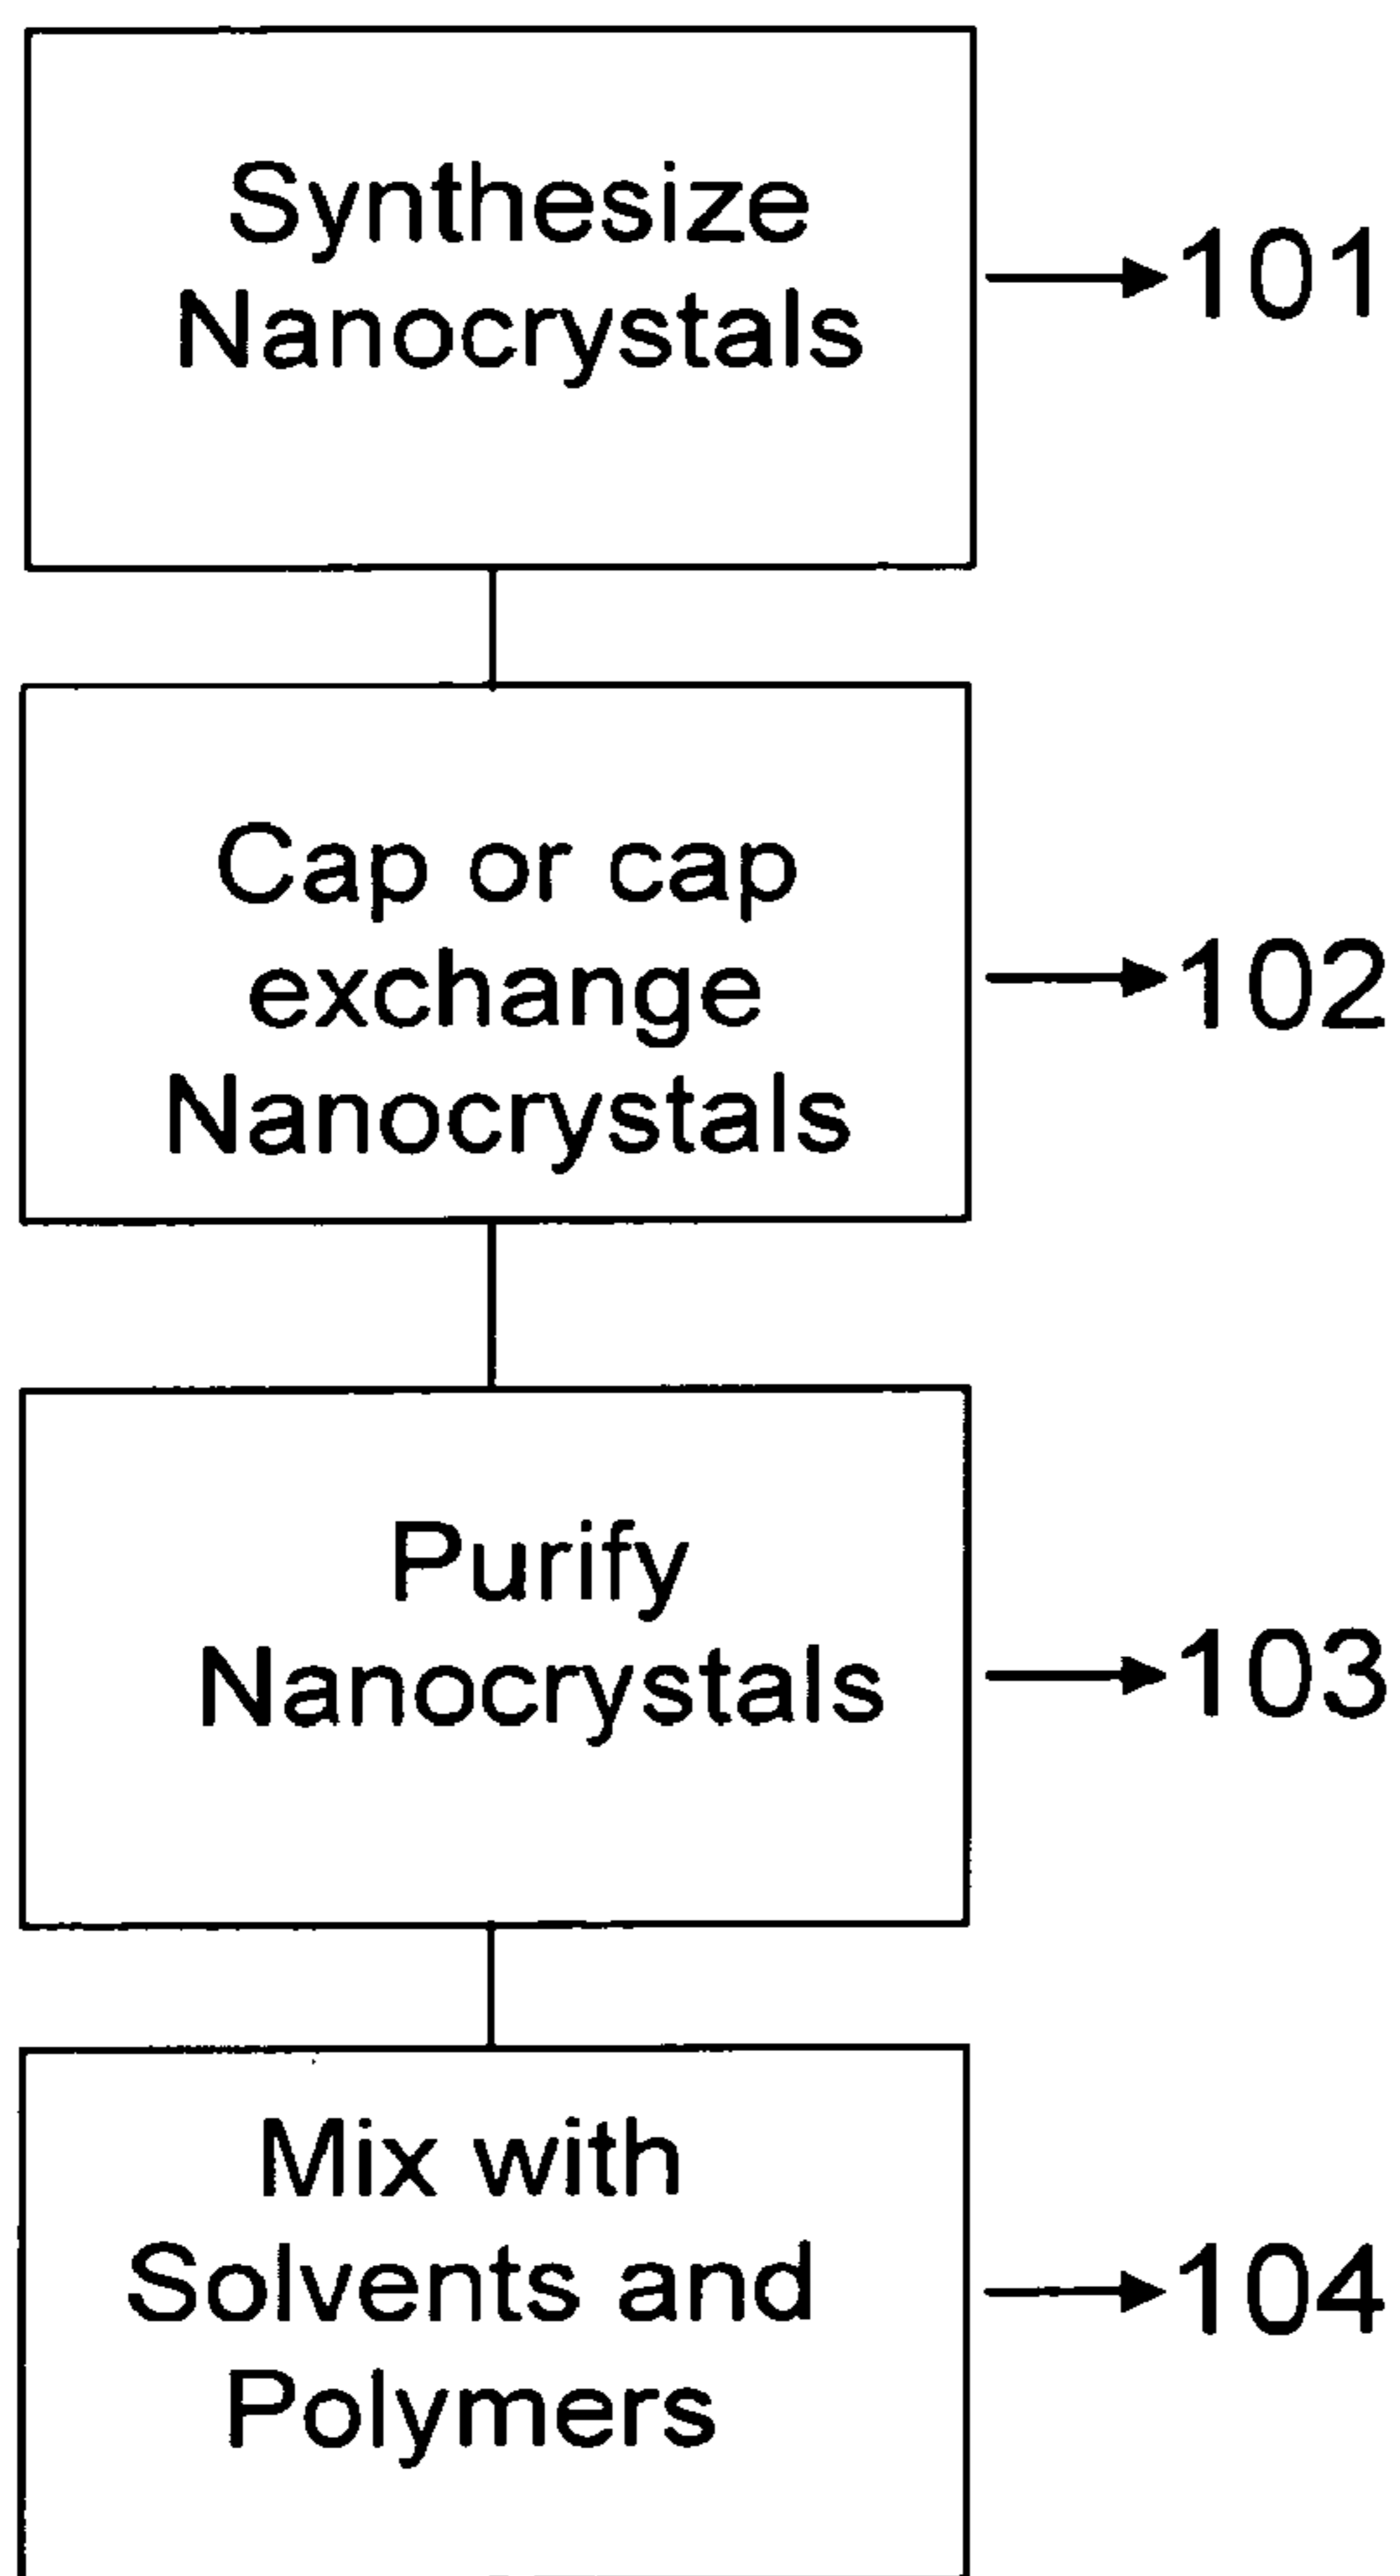 Synthesize
Nanocrystals
101
Cap or cap
exchange
Nanocrystals
102
Purify
Nanocrystals
103
Mix with
Solvents and
Polymers
104